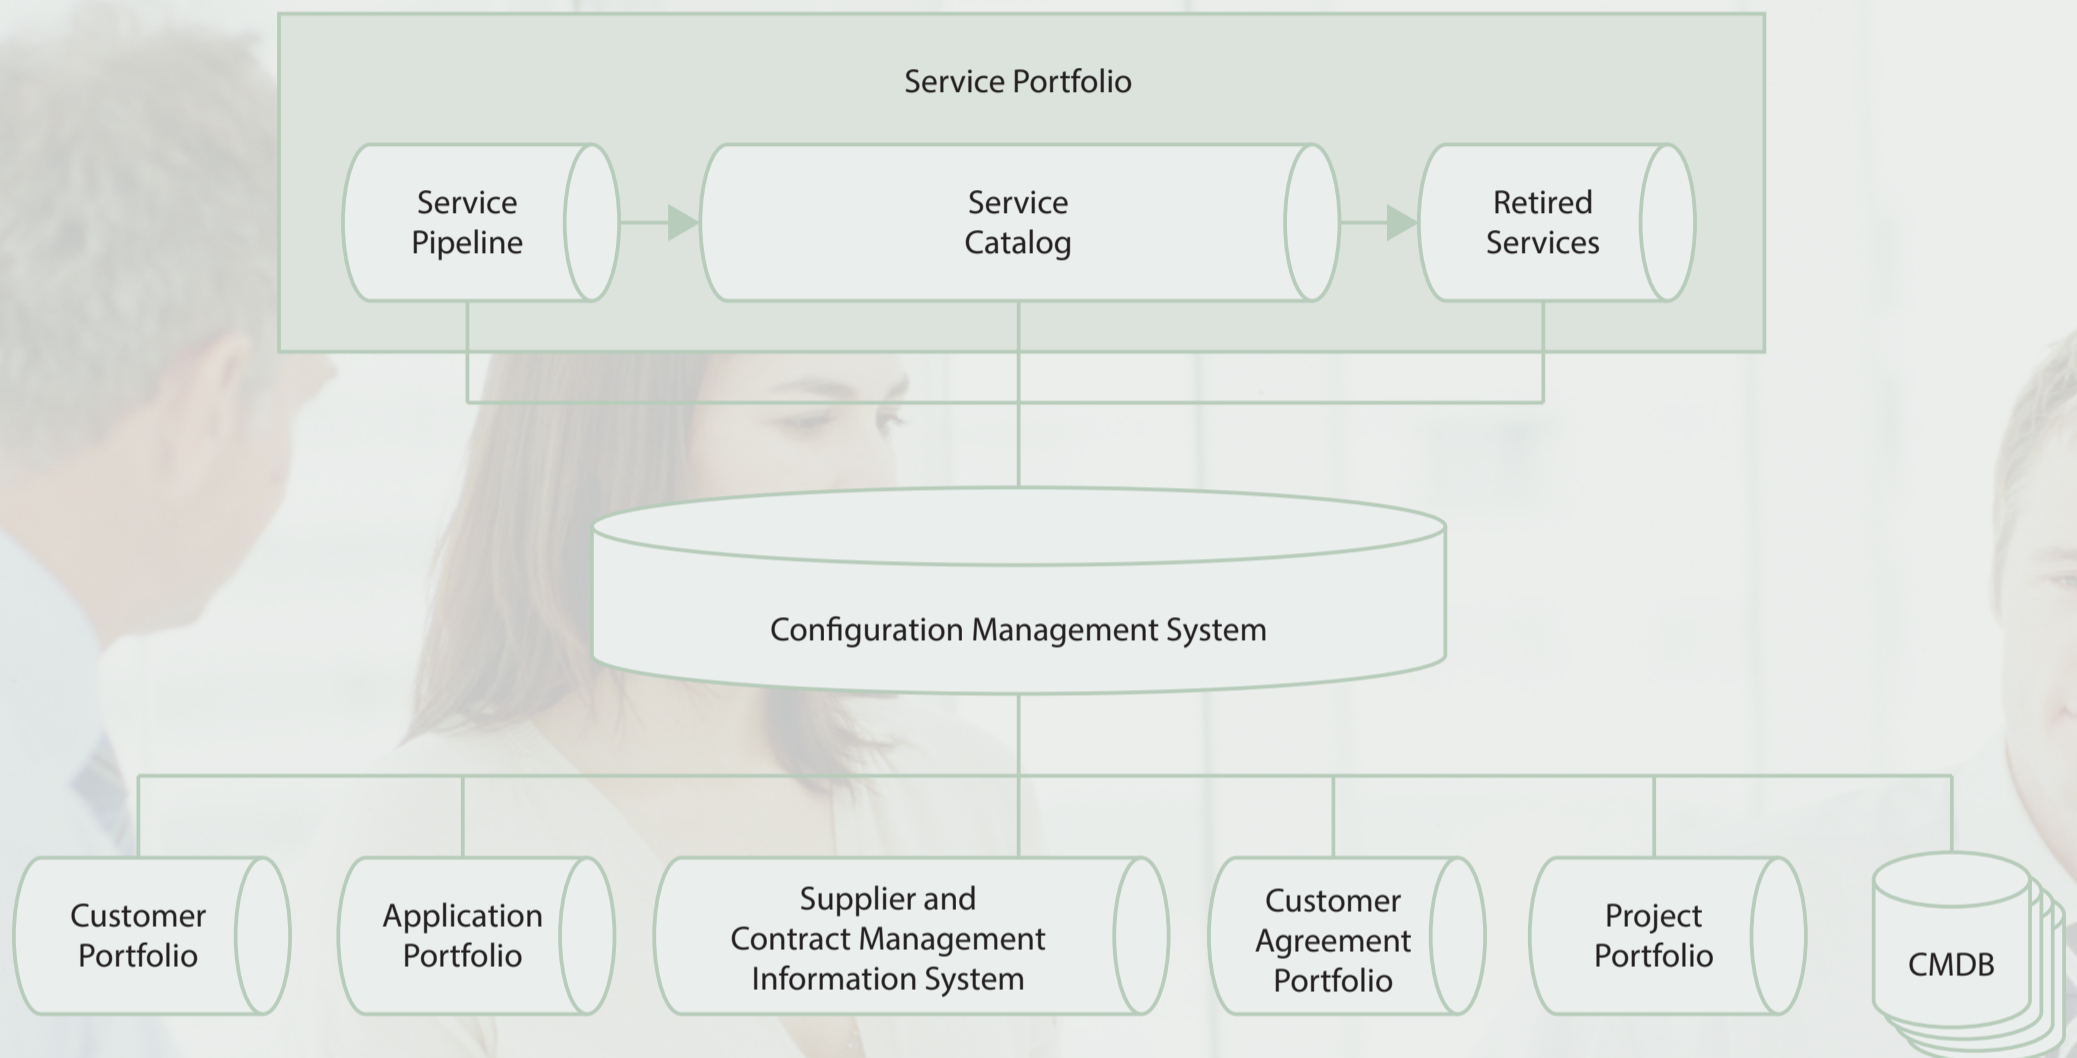 Service Portfolio
Service
Pipeline
Service
Catalog
Retired
Services
Configuration Management System
Customer
Portfolio
Application
Portfolio
Supplier and
Contract Management
Information System
Customer
Agreement
Portfolio
Project
Portfolio
CMDB